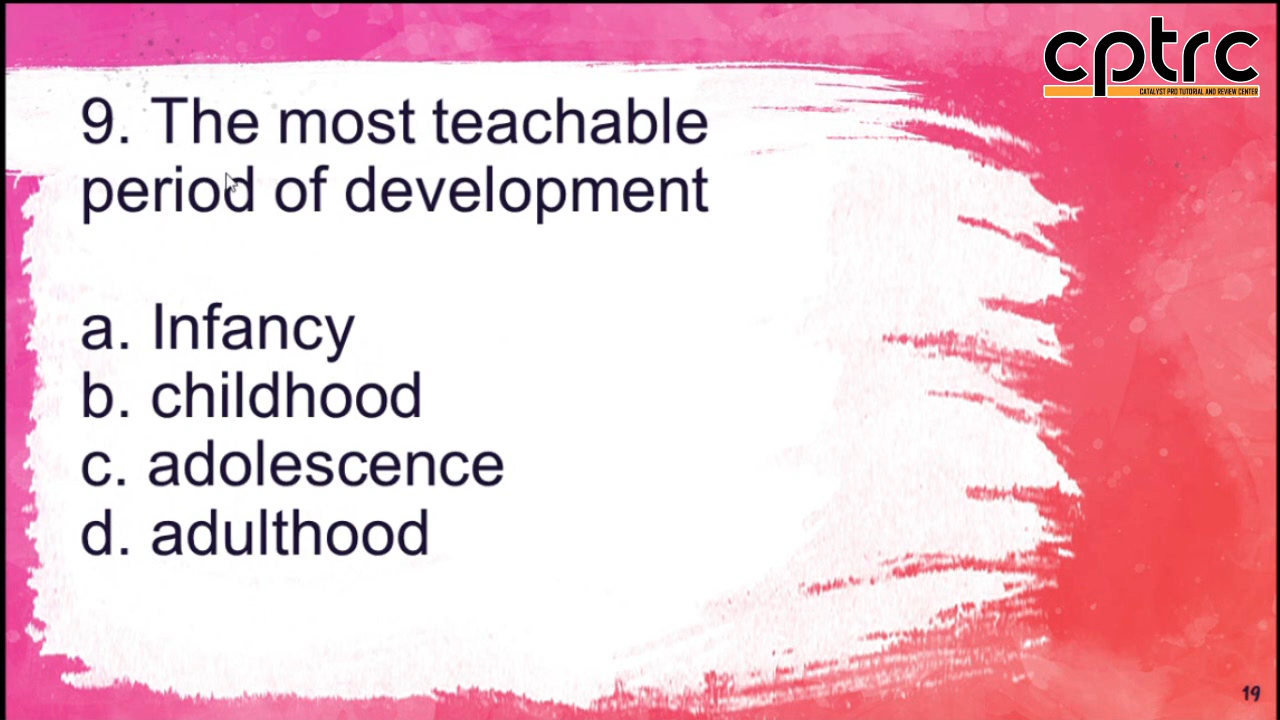 cptrc
CATALYST PRO TUTORIAL AND REVIEW CENTER
9. The most teachable
period of development
a. Infancy
b. childhood
c. adolescence
d. adulthood
19